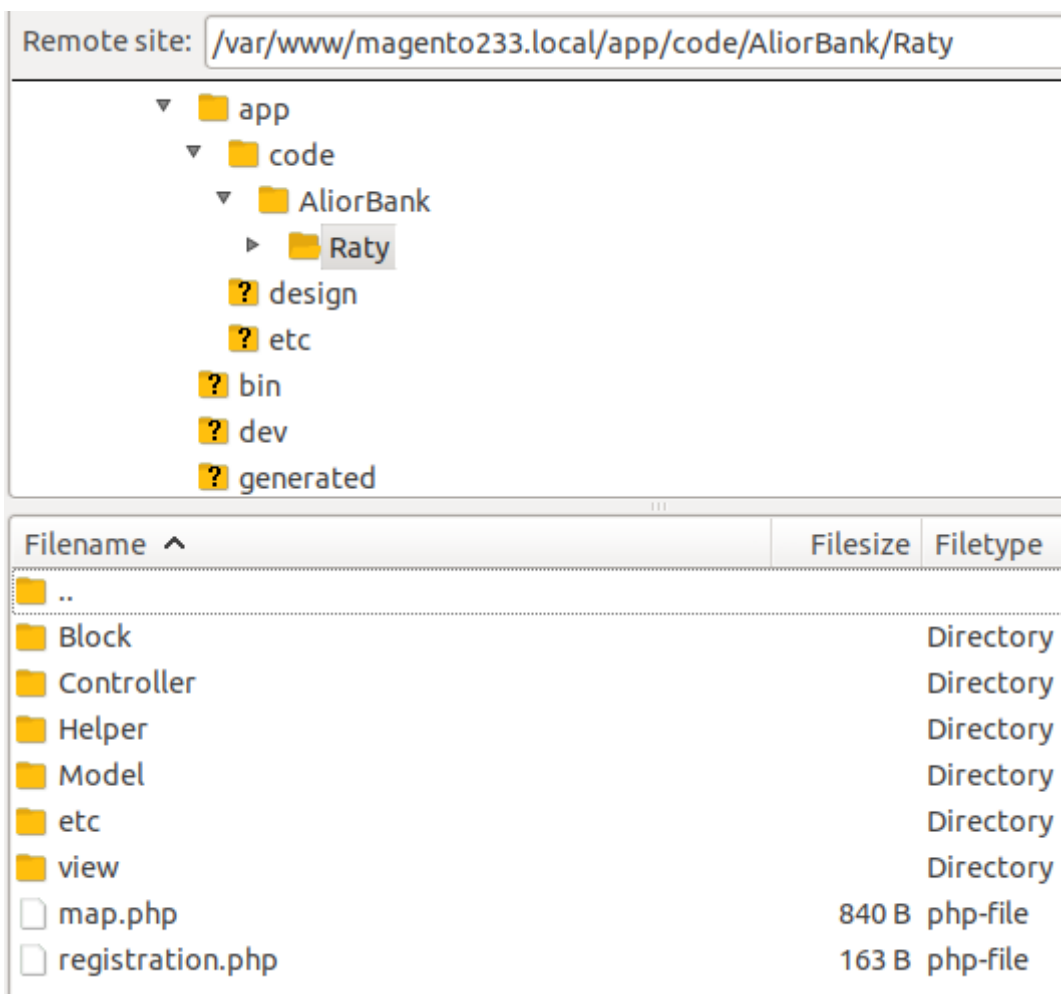 Remote site: /var/www/magento233.local/app/code/AliorBank/Raty
app
code
AliorBank
Raty
? design
? etc
? bin
? dev
? generated
Filename Filesize Filetype
..
Block Directory
Controller Directory
Helper Directory
Model Directory
etc Directory
view Directory
map.php 840 B php-file
registration.php 163 B php-file